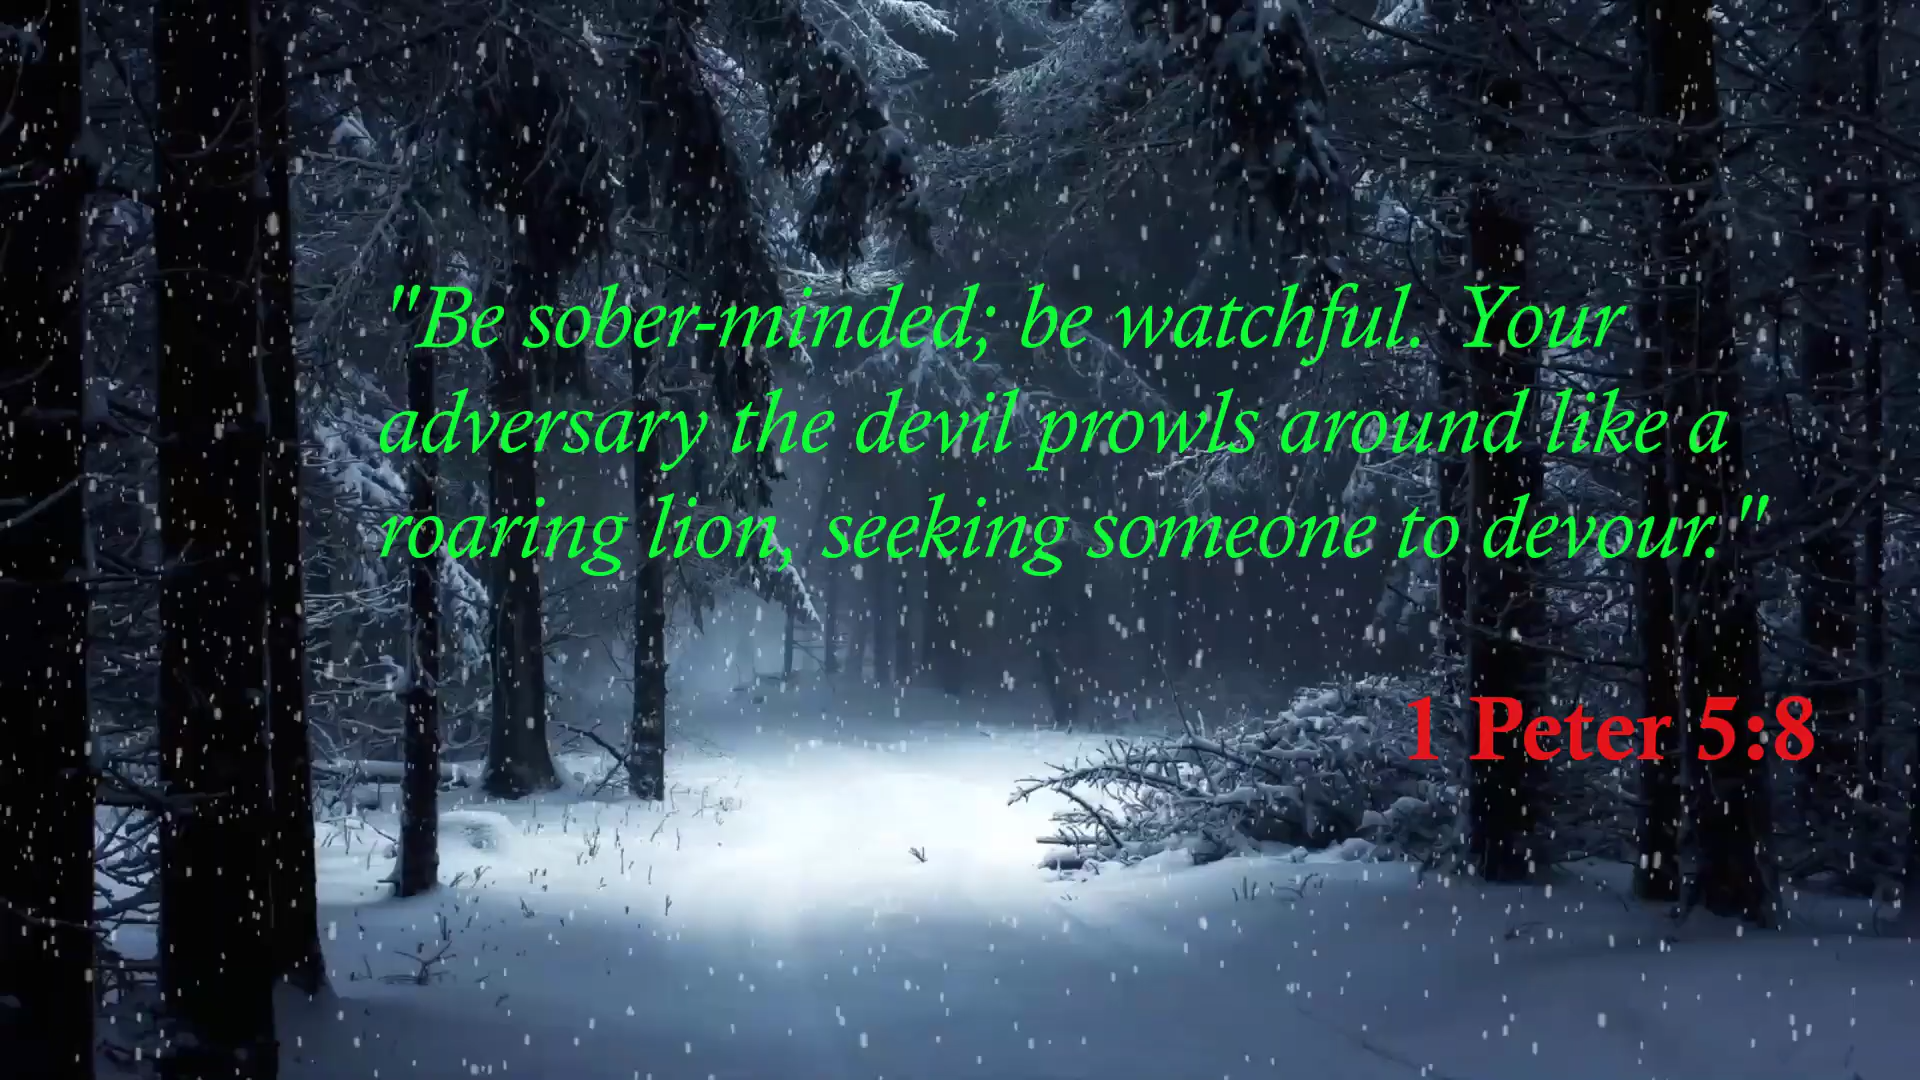 "Be sober-minded; be watchful. Your
adversary the devil prowls around like a
roaring lion, seeking someone to devour."
1 Peter 5:8